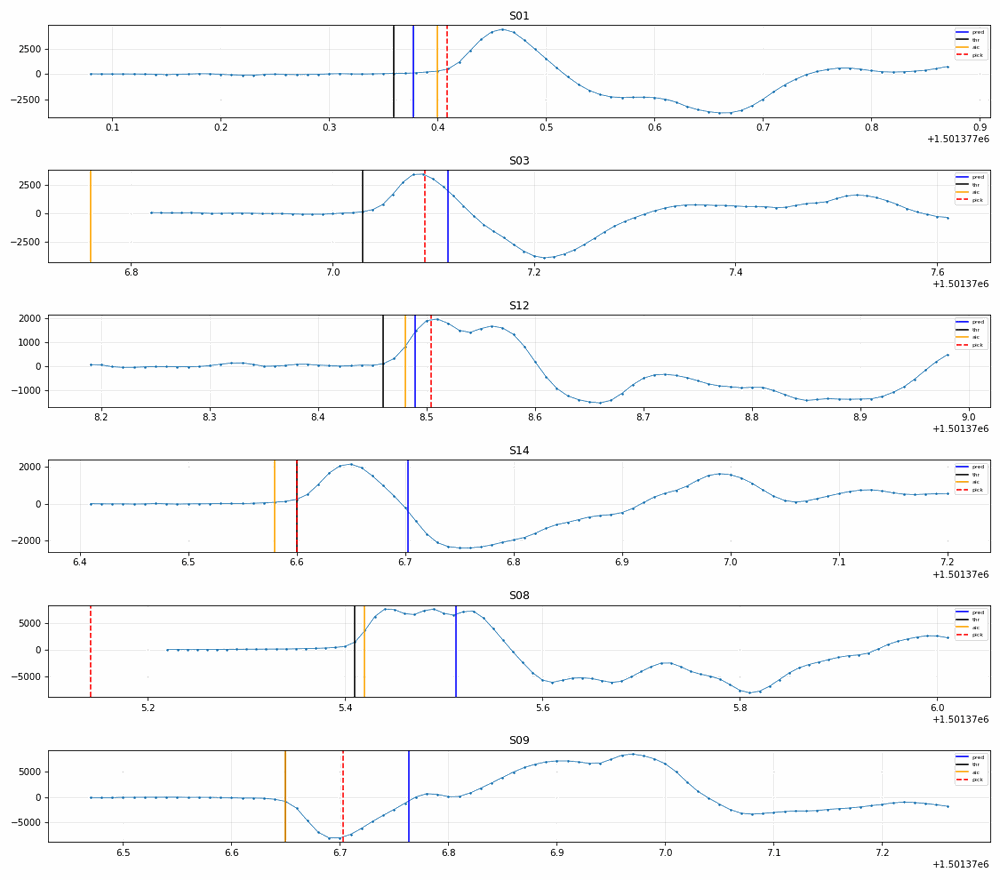 S01
pred
thr
aic
pick
2500
0
−2500
0.1 0.2 0.3 0.4 0.5 0.6 0.7 0.8 0.9
+1.501377e6
S03
pred
thr
aic
pick
2500
0
−2500
6.8 7.0 7.2 7.4 7.6
+1.50137e6
S12
pred
thr
aic
pick
2000
1000
0
−1000
8.2 8.3 8.4 8.5 8.6 8.7 8.8 8.9 9.0
+1.50137e6
S14
pred
thr
aic
pick
2000
0
−2000
6.4 6.5 6.6 6.7 6.8 6.9 7.0 7.1 7.2
+1.50137e6
S08
pred
thr
aic
pick
5000
0
−5000
5.2 5.4 5.6 5.8 6.0
+1.50137e6
S09
pred
thr
aic
pick
5000
0
−5000
6.5 6.6 6.7 6.8 6.9 7.0 7.1 7.2
+1.50137e6